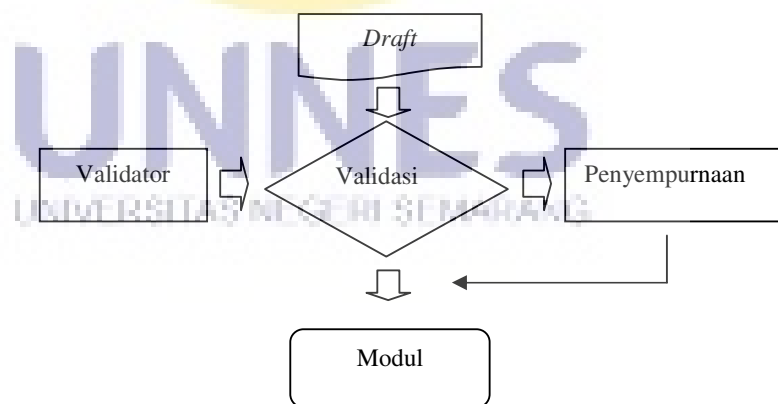 Draft
UNNES
Validator
Validasi
Penyempurnaan
UNIVERSITAS NEGERI SEMARANG
Modul